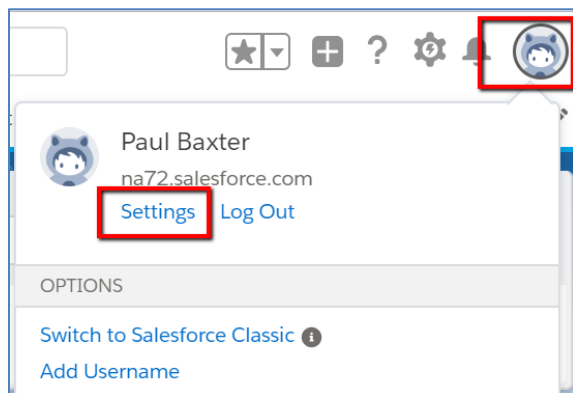 ?
Paul Baxter
na72.salesforce.com
Settings Log Out
OPTIONS
Switch to Salesforce Classic
Add Username